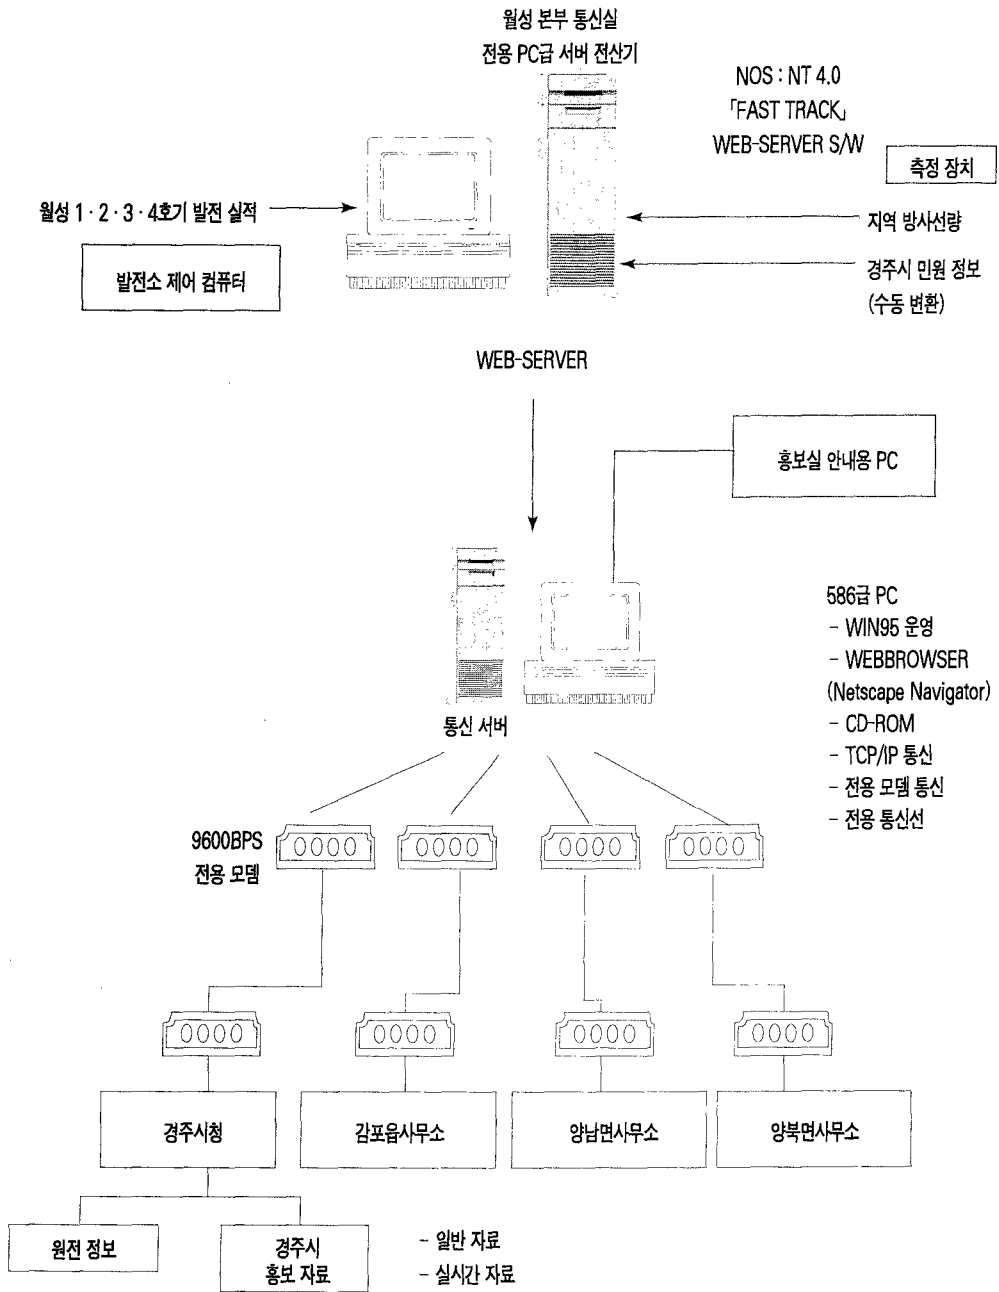 월성 본부 통신실
전용 PC급 서버 전산기
NOS : NT 4.0
「FAST TRACK」
WEB-SERVER S/W
측정 장치
월성 1·2·3·4호기 발전 실적
지역 방사선량
발전소 제어 컴퓨터
경주시 민원 정보
(수동 변환)
WEB-SERVER
홍보실 안내용 PC
586급 PC
- WIN95 운영
- WEBBROWSER
(Netscape Navigator)
- CD-ROM
- TCP/IP 통신
- 전용 모뎀 통신
- 전용 통신선
통신 서버
9600BPS
전용 모뎀
경주시청
감포읍사무소
양남면사무소
양북면사무소
원전 정보
경주시
홍보 자료
- 일반 자료
- 실시간 자료